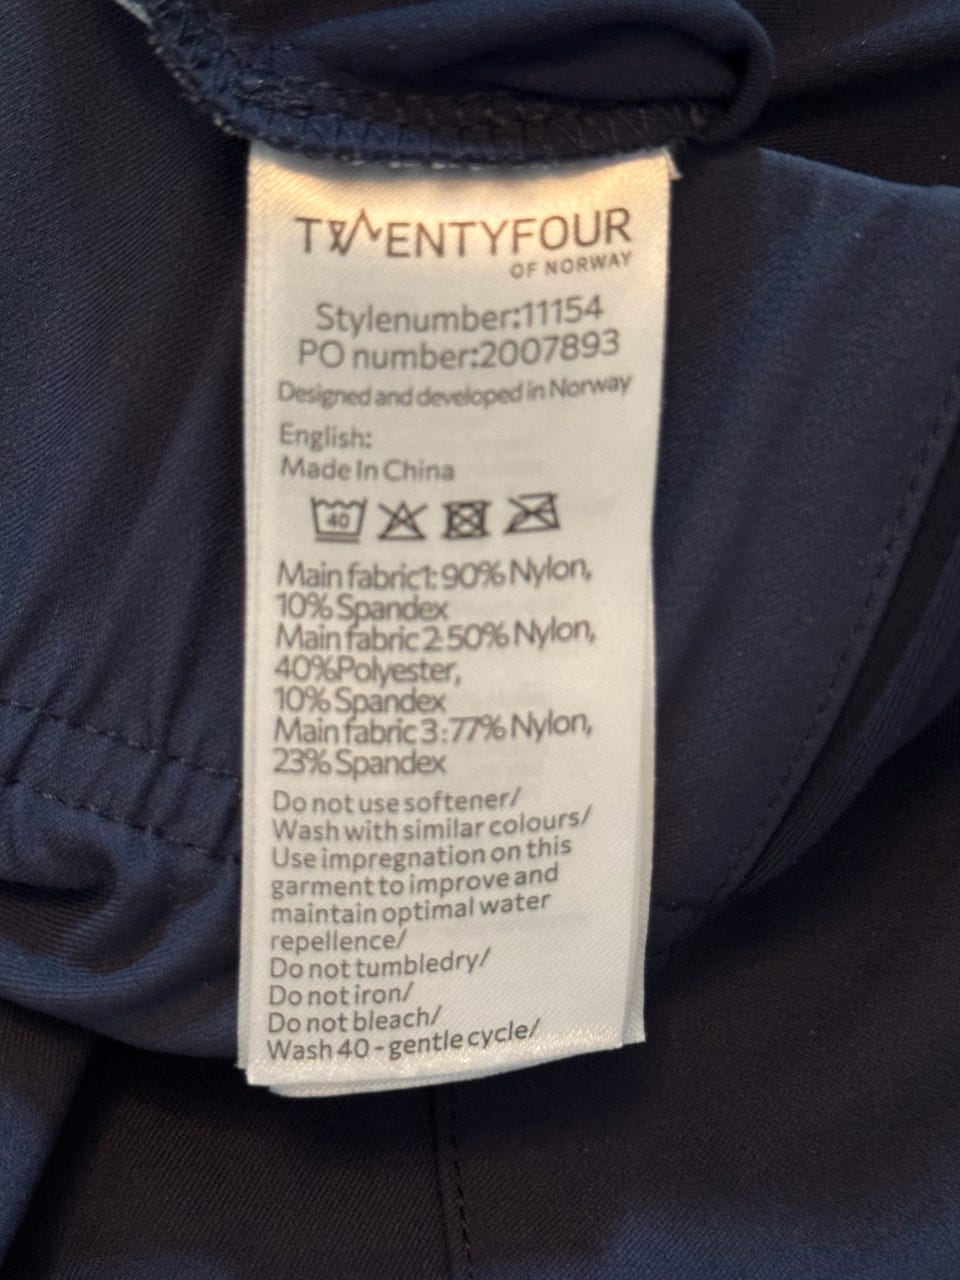 TWENTYFOUR
OF NORWAY
Stylenumber:11154
PO number:2007893
Designed and developed in Norway
English:
Made In China
40
Main fabric1: 90% Nylon,
10% Spandex
Main fabric 2:50% Nylon,
40%Polyester,
10% Spandex
Main fabric 3:77% Nylon,
23% Spandex
Do not use softener/
Wash with similar colours/
Use impregnation on this
garment to improve and
maintain optimal water
repellence/
Do not tumbledry/
Do not iron/
Do not bleach/
Wash 40 - gentle cycle/